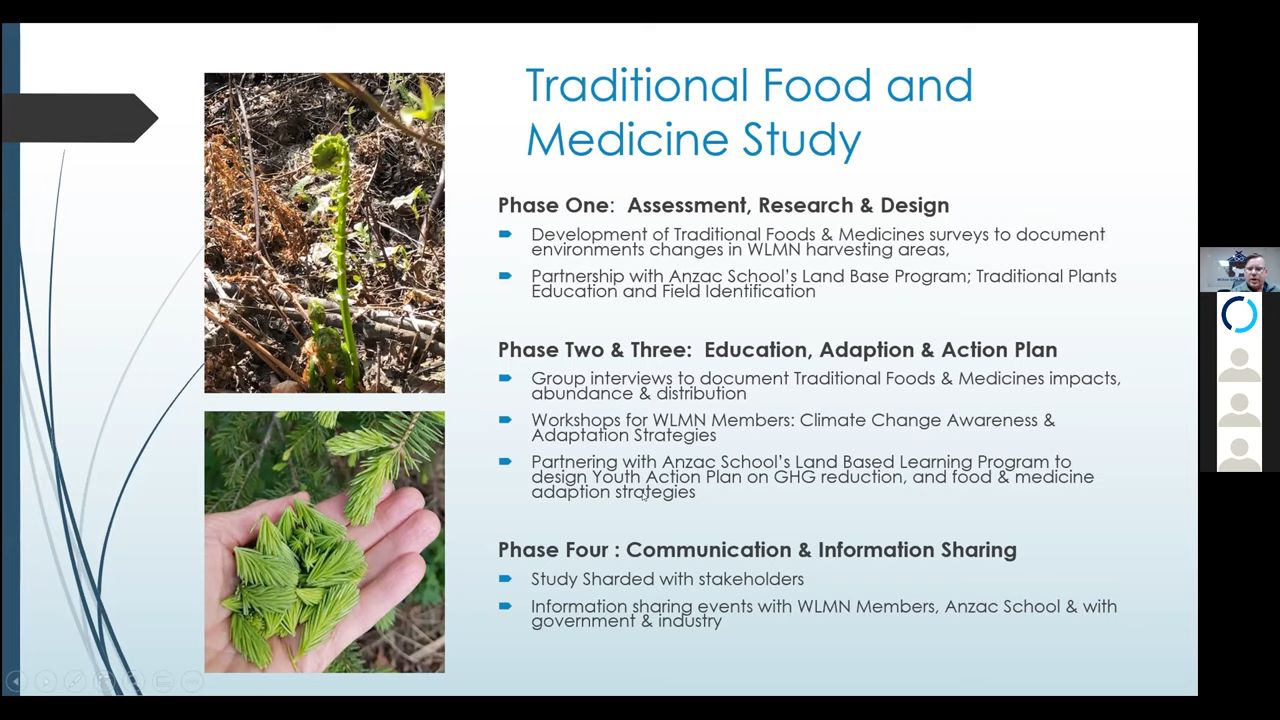 Traditional Food and
Medicine Study
Phase One:  Assessment, Research & Design
Development of Traditional Foods & Medicines surveys to document
environments changes in WLMN harvesting areas,
Partnership with Anzac School's Land Base Program; Traditional Plants
Education and Field Identification
Phase Two & Three:  Education, Adaption & Action Plan
Group interviews to document Traditional Foods & Medicines impacts,
abundance & distribution
Workshops for WLMN Members: Climate Change Awareness &
Adaptation Strategies
Partnering with Anzac School's Land Based Learning Program to
design Youth Action Plan on GHG reduction, and food & medicine
adaption strategies
Phase Four : Communication & Information Sharing
Study Sharded with stakeholders
Information sharing events with WLMN Members, Anzac School & with
government & industry